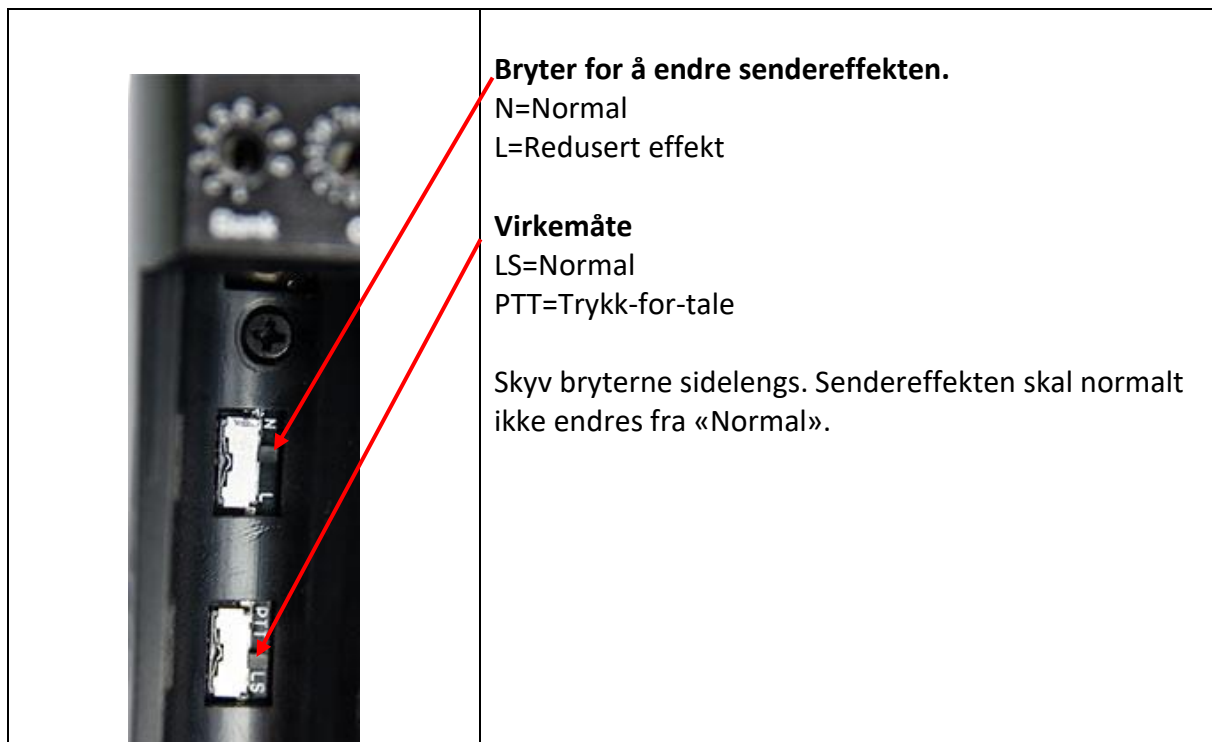 Bryter for å endre sendereffekten.
N=Normal
L=Redusert effekt
Virkemåte
LS=Normal
PTT=Trykk-for-tale
Skyv bryterne sidelengs. Sendereffekten skal normalt
ikke endres fra «Normal».
N
L
PTT
LS